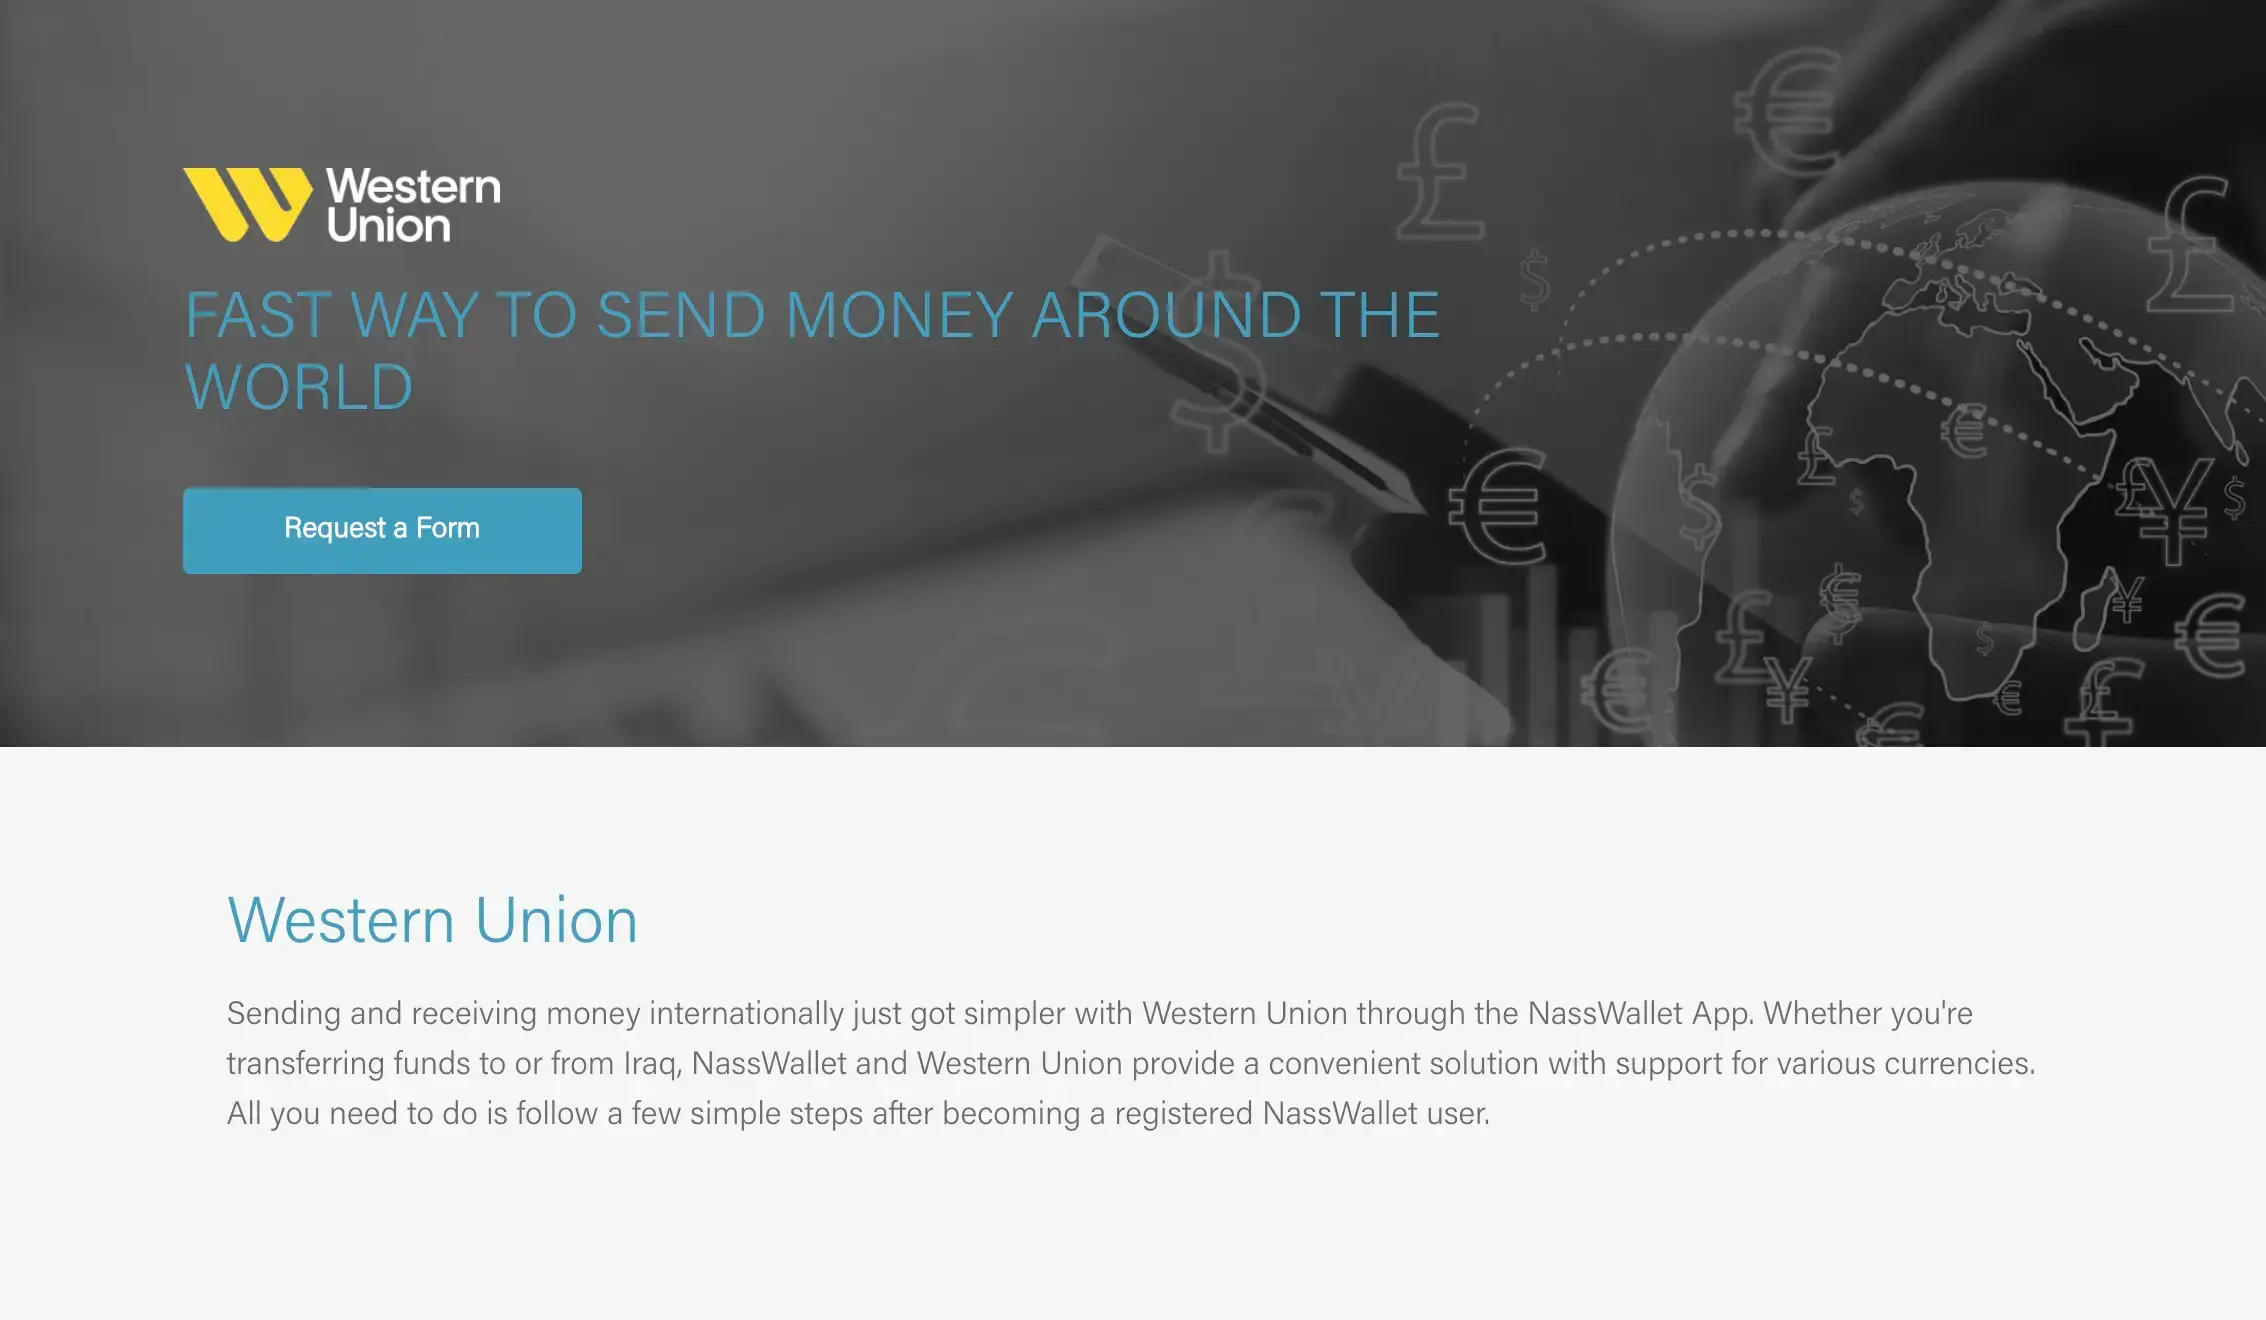 Western
Union
FAST WAY TO SEND MONEY AROUND THE
WORLD
Request a Form
Western Union
Sending and receiving money internationally just got simpler with Western Union through the NassWallet App. Whether you're
transferring funds to or from Iraq, NassWallet and Western Union provide a convenient solution with support for various currencies.
All you need to do is follow a few simple steps after becoming a registered NassWallet user.